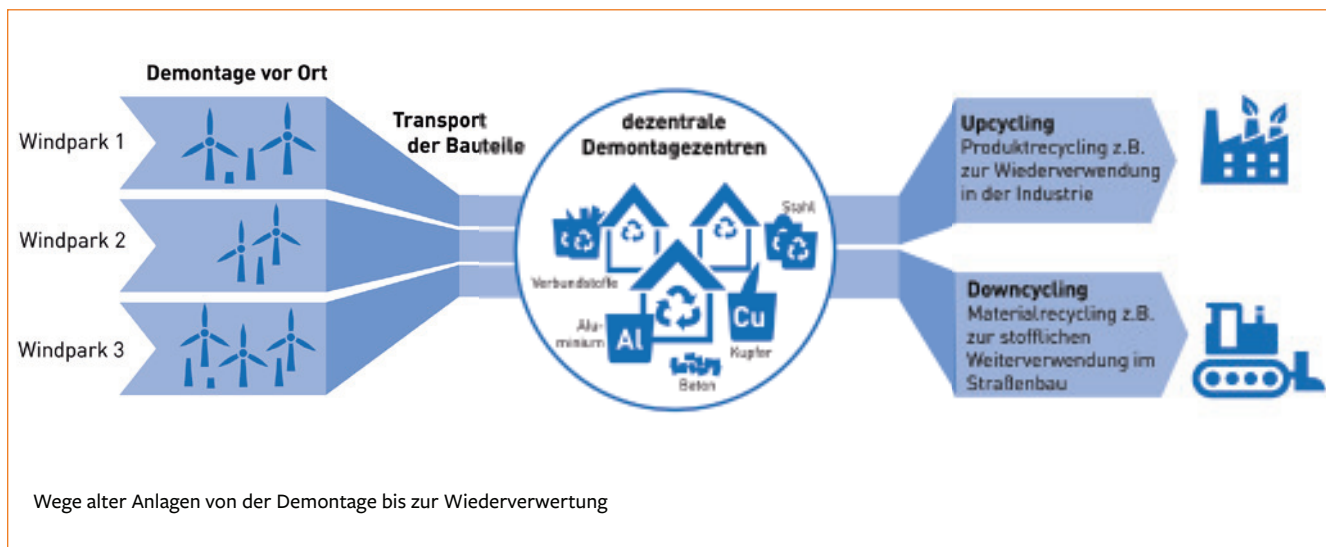 Demontage vor Ort
Windpark 1
Windpark 2
Windpark 3
Transport
der Bauteile
dezentrale
Demontagezentren
Stahl
Verbundstoffe
Alu-
minium
Al
Cu
Kupfer
Beton
Upcycling
Produktrecycling z.B.
zur Wiederverwendung
in der Industrie
Downcycling
Materialrecycling z.B.
zur stofflichen
Weiterverwendung im
Straßenbau
Wege alter Anlagen von der Demontage bis zur Wiederverwertung